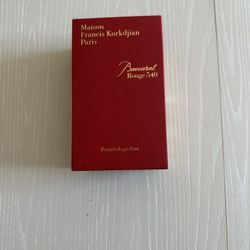 Maison
Francis Kurkdjian
Paris
Baccarat
Rouge 540
Extrait de parfum